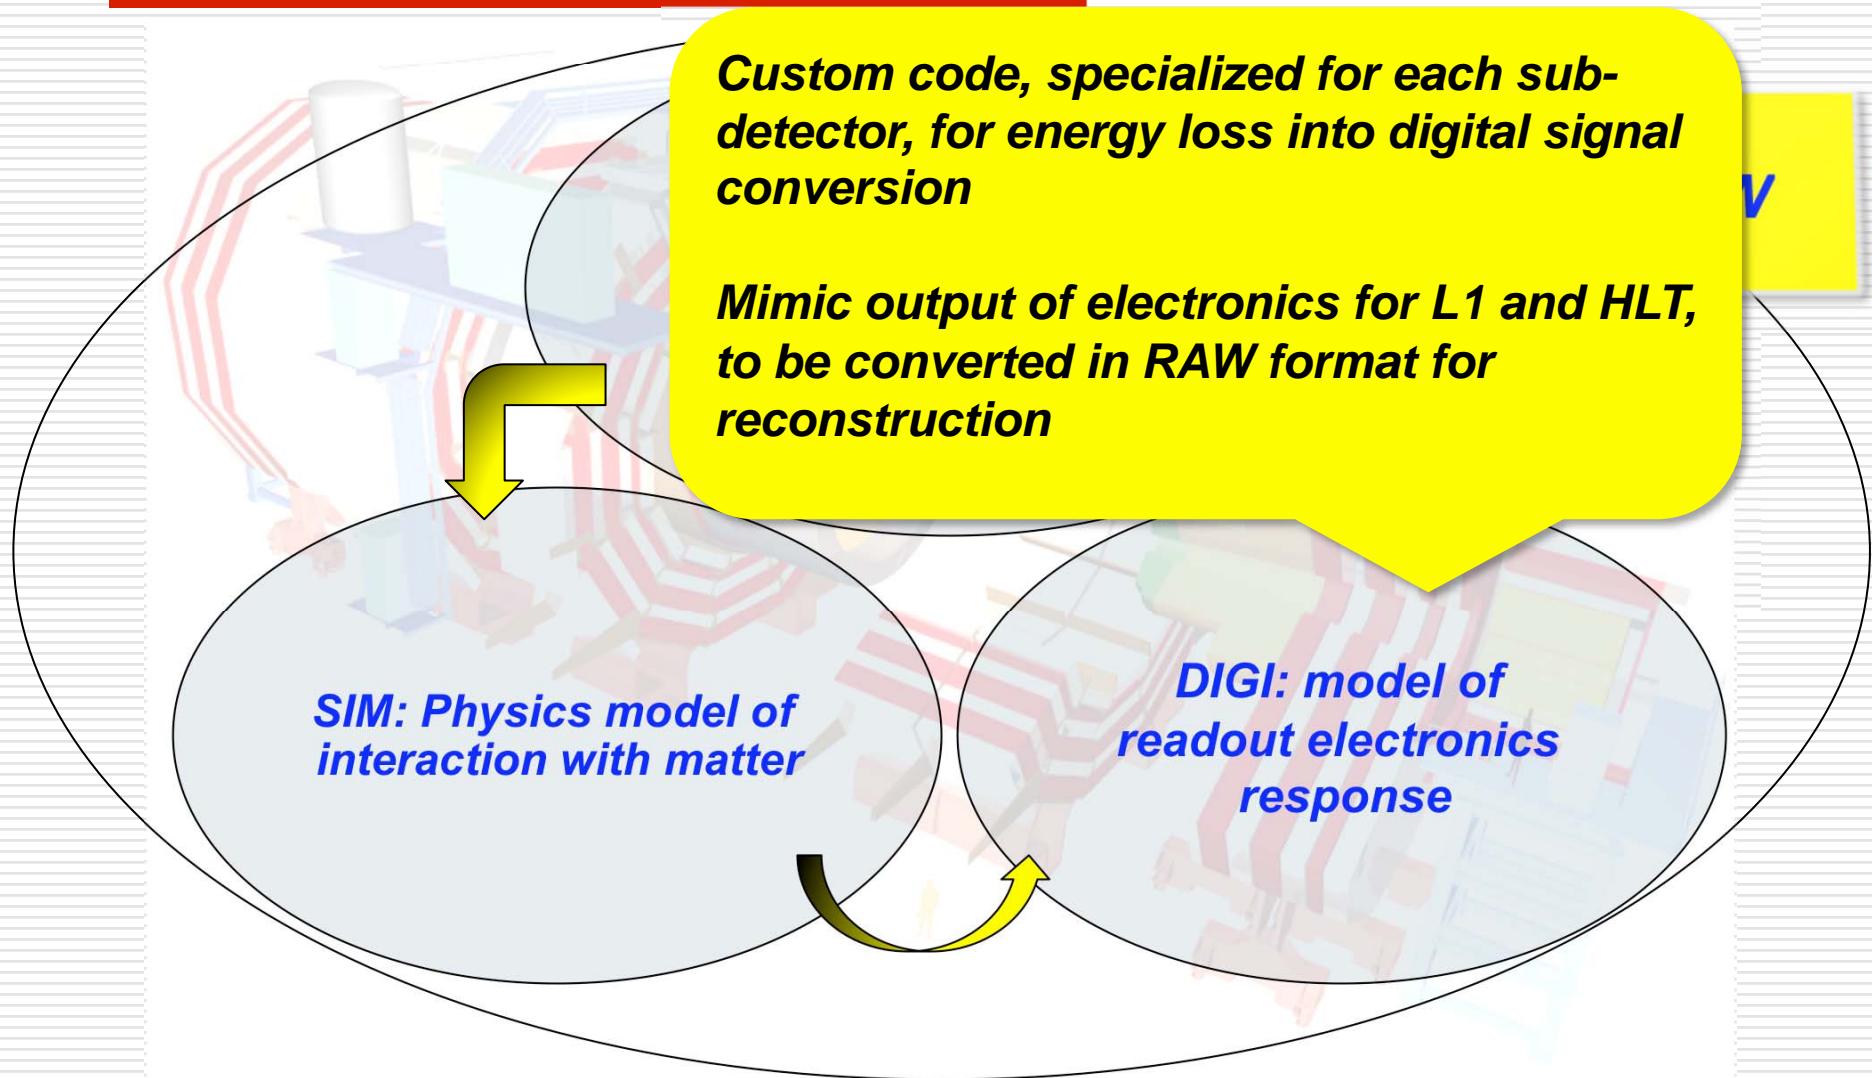 Custom code, specialized for each sub-
detector, for energy loss into digital signal
conversion
Mimic output of electronics for L1 and HLT,
to be converted in RAW format for
reconstruction
SIM: Physics model of
interaction with matter
DIGI: model of
readout electronics
response